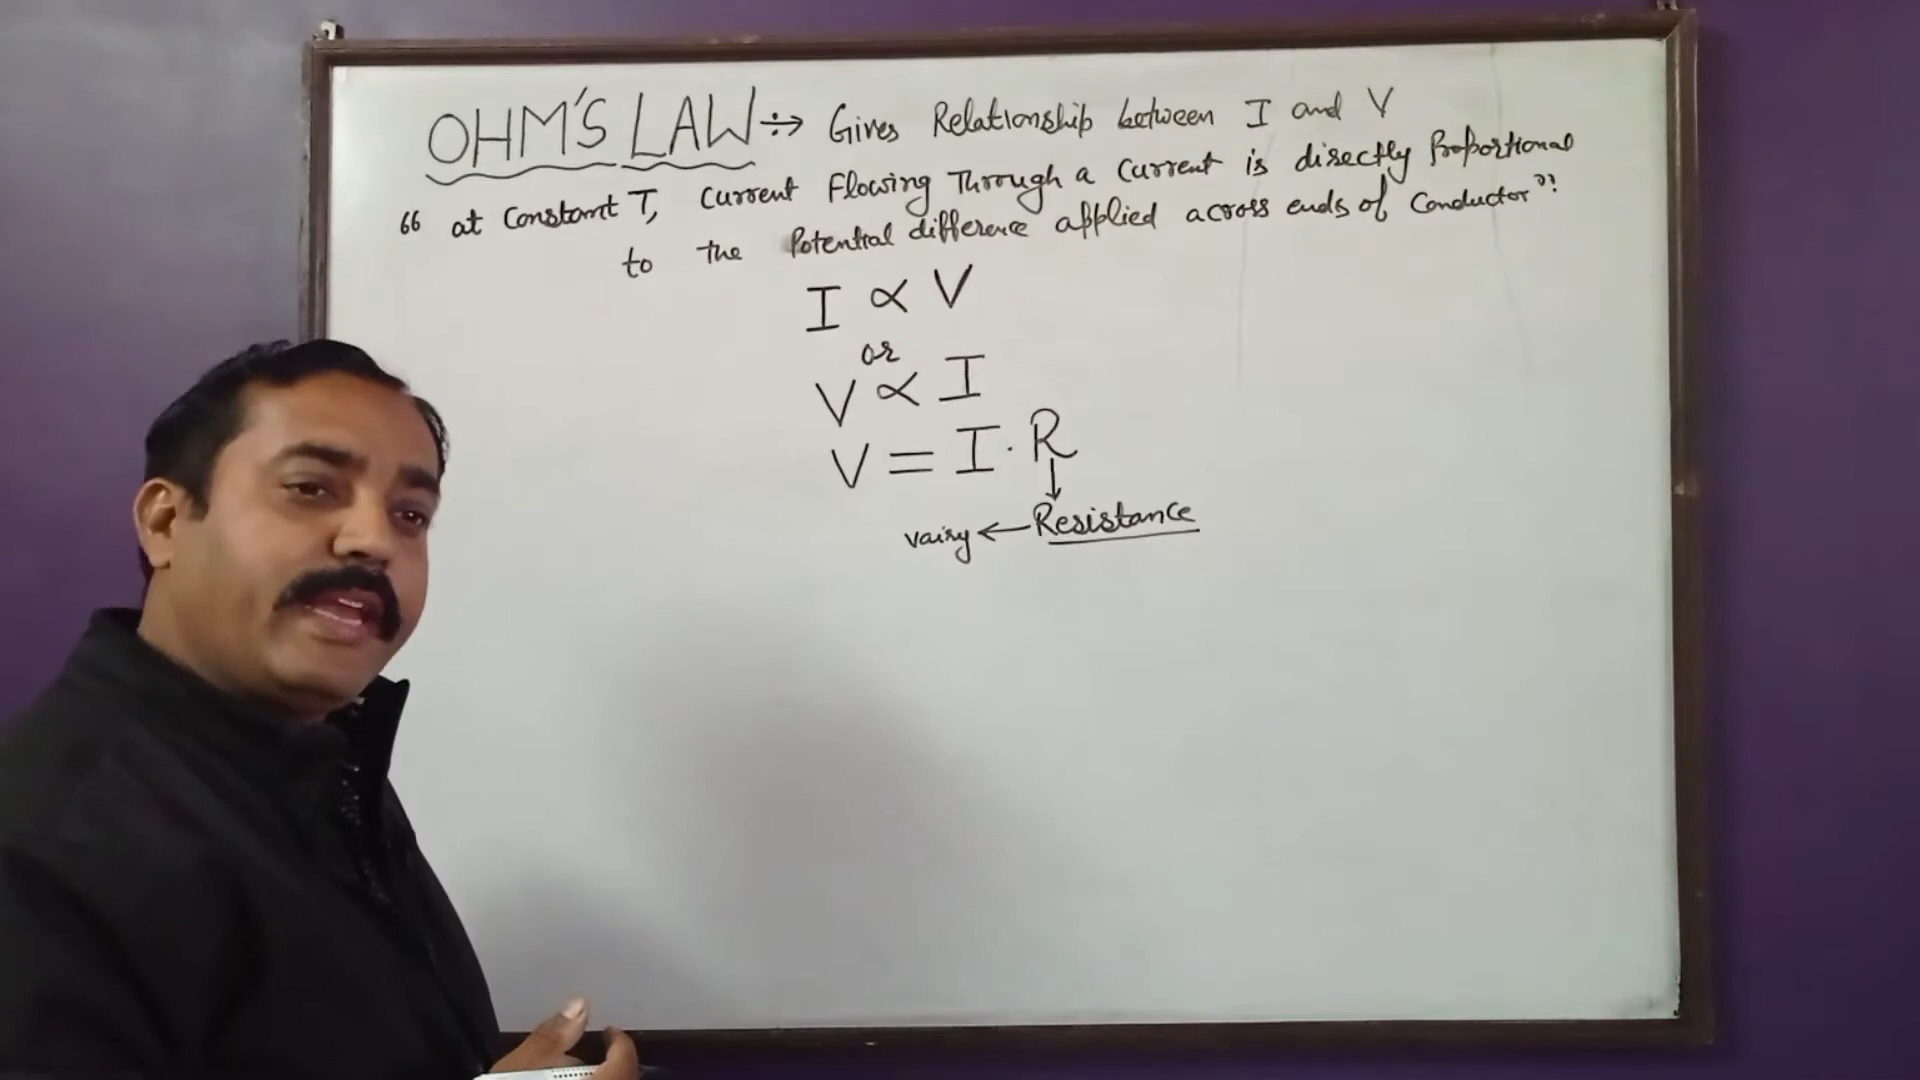 OHM'S LAW ÷→ Gives Relationship between I and V
“ at Constant T, Current Flowing Through a Current is directly Proportional
to the Potential difference applied across ends of Conductor”
I ∝ V
or
V ∝ I
V = I · R
↓
vairy ← Resistance